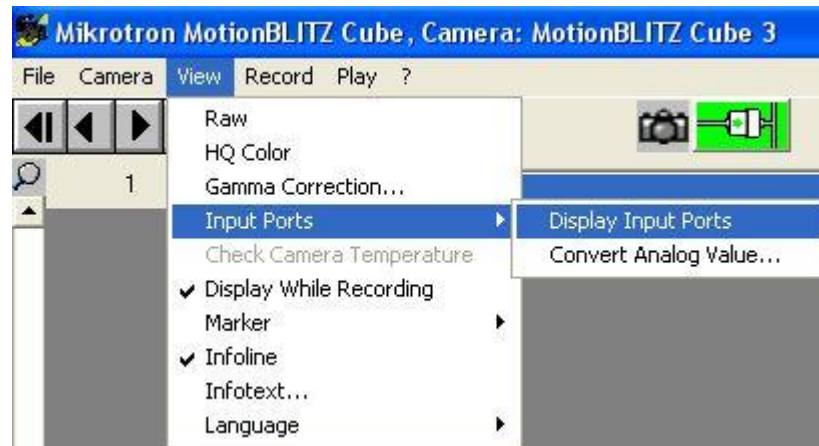 Mikrotron MotionBLITZ Cube, Camera: MotionBLITZ Cube 3
File Camera View Record Play ?
1
Raw
HQ Color
Gamma Correction...
Input Ports
Display Input Ports
Convert Analog Value...
Check Camera Temperature
Display While Recording
Marker
Infoline
Infotext...
Language